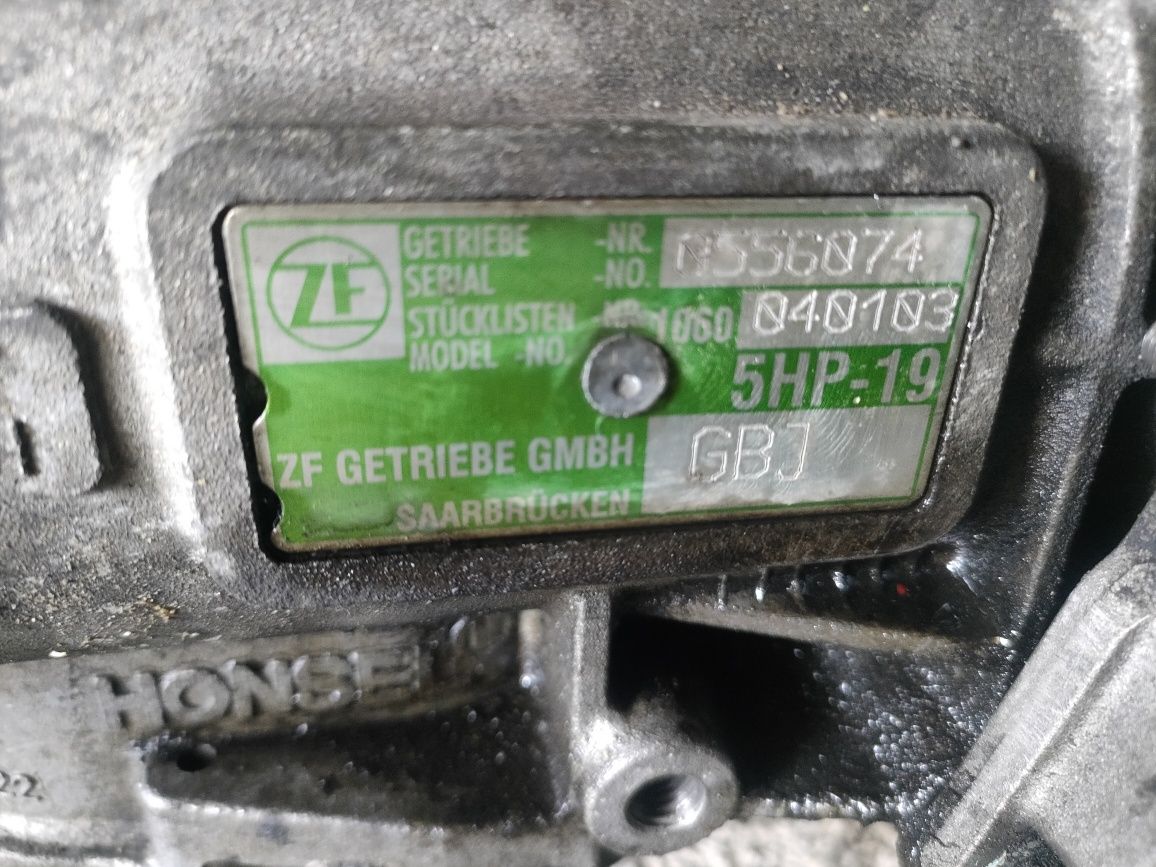 ZF
GETRIEBE -NR. 0556074
SERIAL -NO.
STÜCKLISTEN 1060 040103
MODEL -NO.
5HP-19
ZF GETRIEBE GMBH GBJ
SAARBRÜCKEN
HONSEL
22